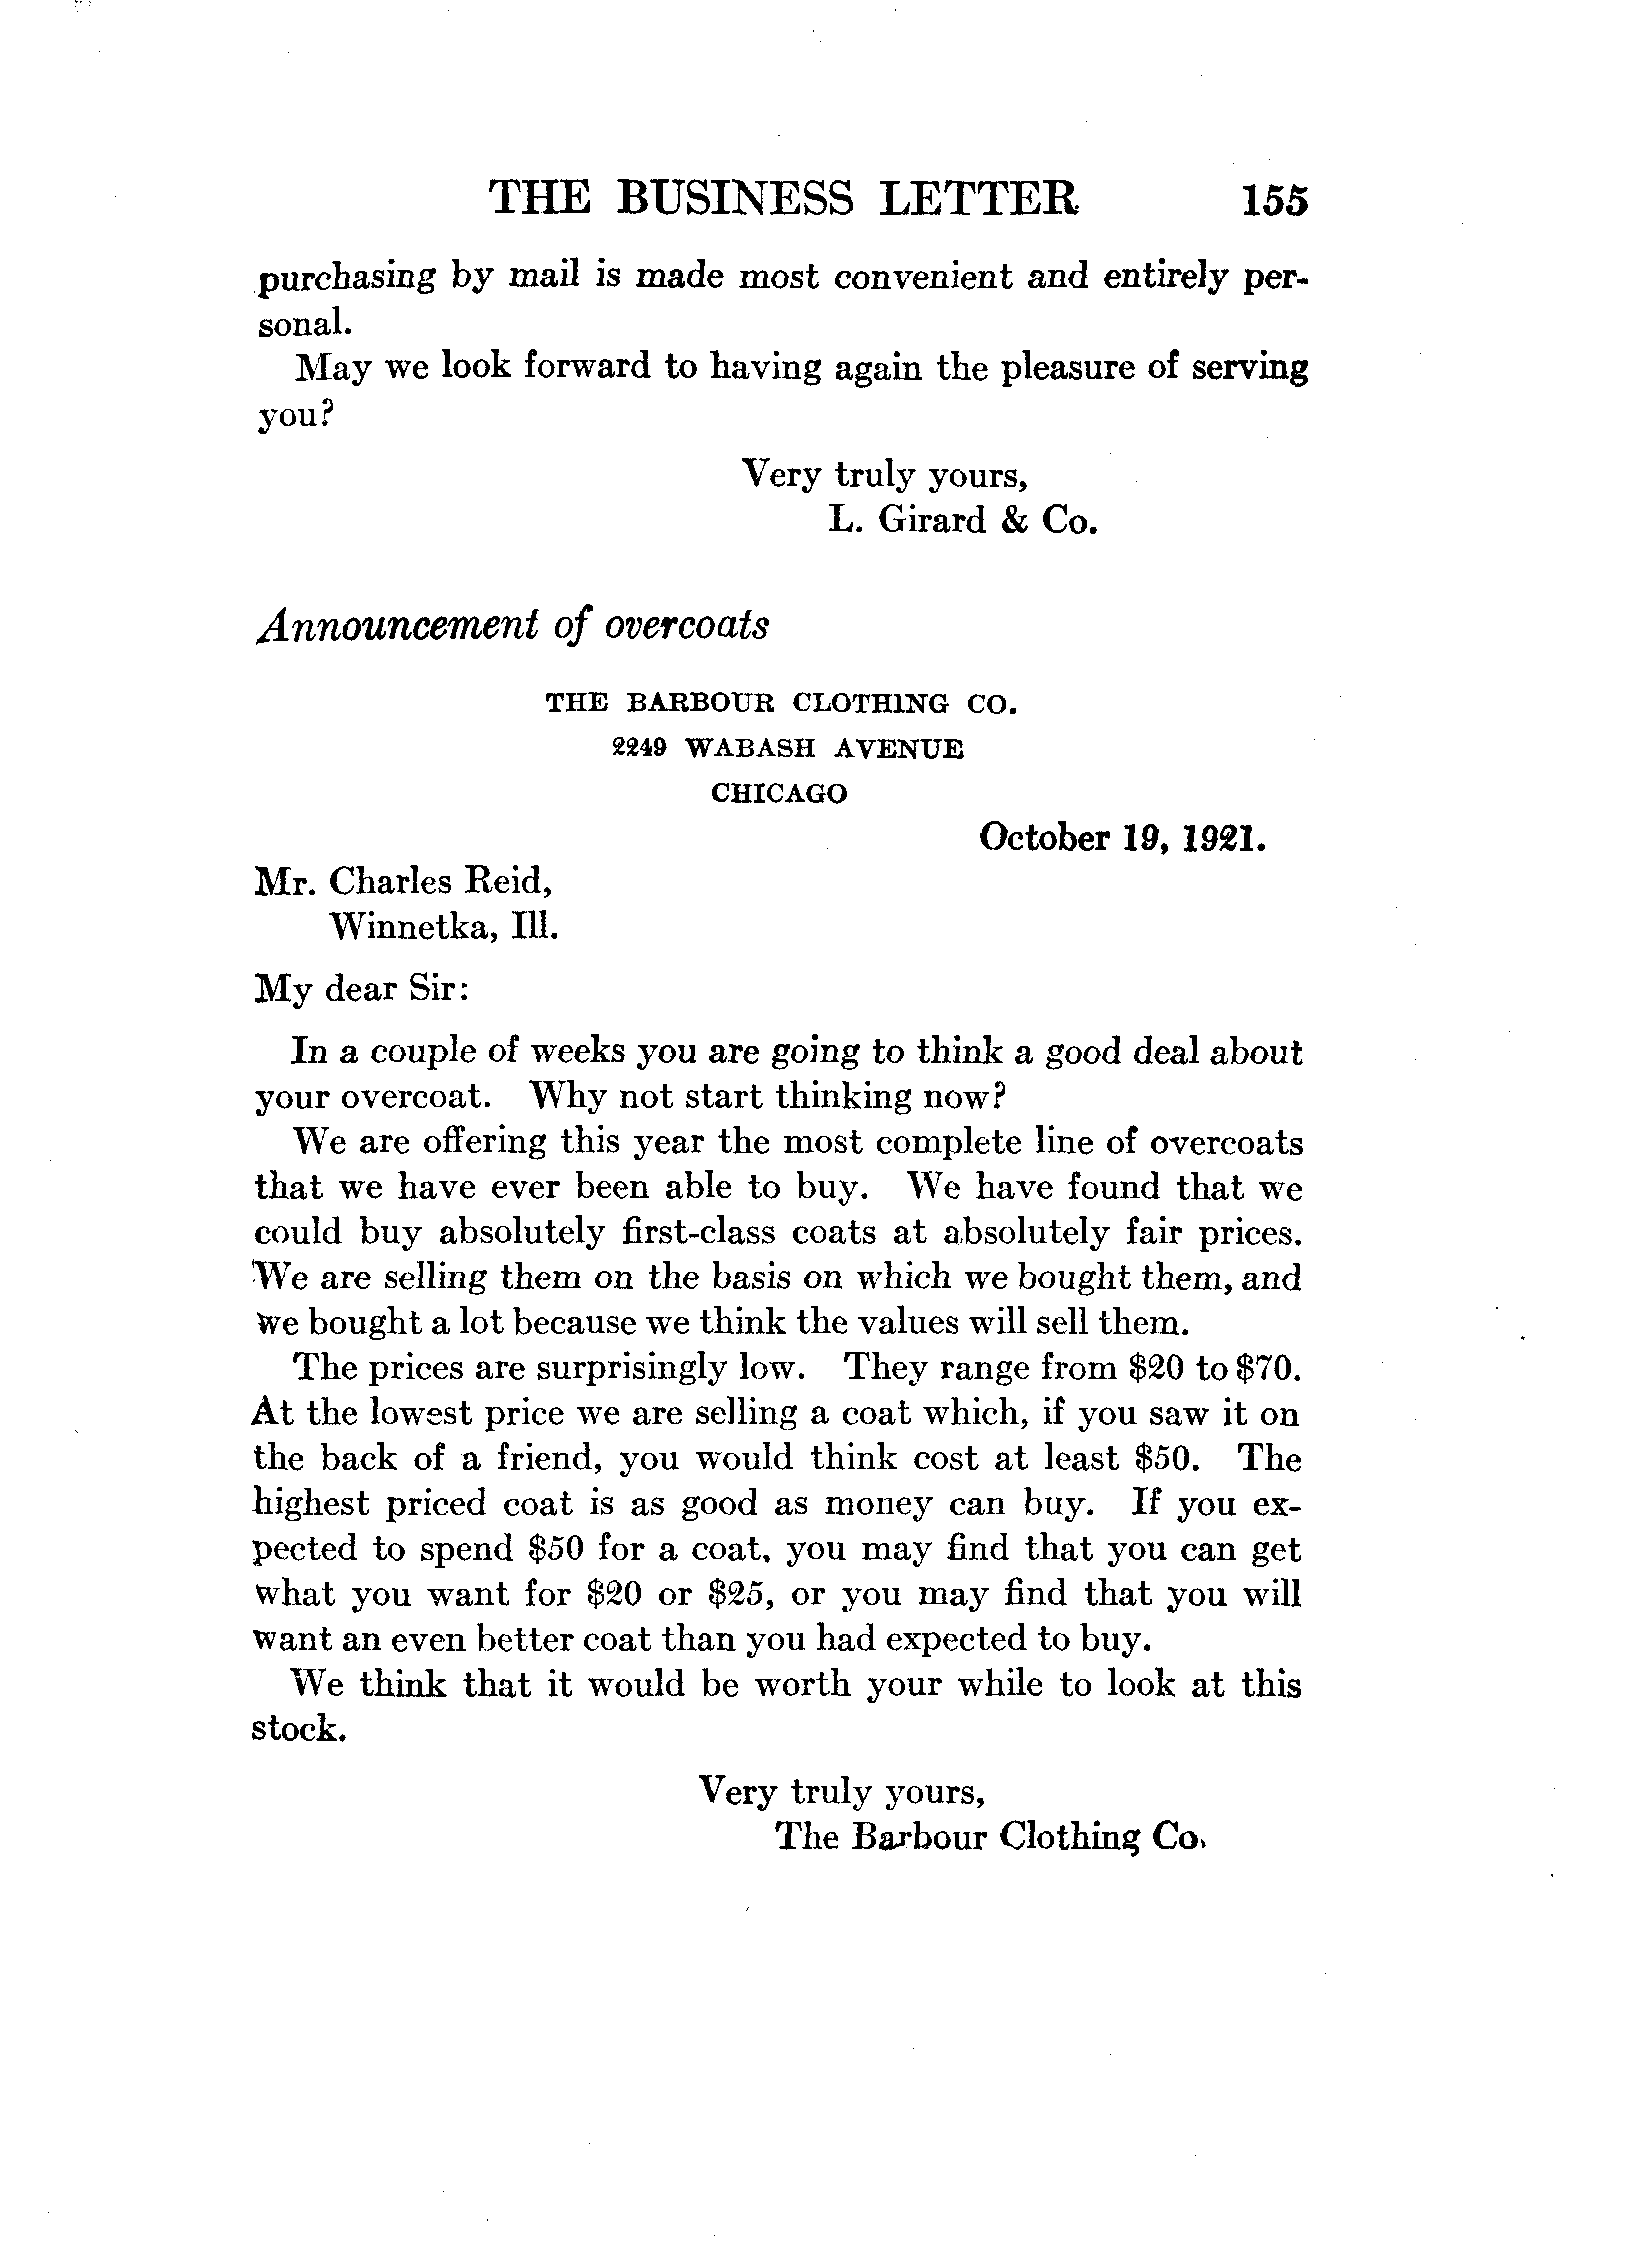 THE BUSINESS LETTER 155
purchasing by mail is made most convenient and entirely per-
sonal.
May we look forward to having again the pleasure of serving
you?
Very truly yours,
L. Girard & Co.
Announcement of overcoats
THE BARBOUR CLOTHING CO.
2249 WABASH AVENUE
CHICAGO
October 19, 1921.
Mr. Charles Reid,
Winnetka, Ill.
My dear Sir:
In a couple of weeks you are going to think a good deal about
your overcoat. Why not start thinking now?
We are offering this year the most complete line of overcoats
that we have ever been able to buy. We have found that we
could buy absolutely first-class coats at absolutely fair prices.
We are selling them on the basis on which we bought them, and
we bought a lot because we think the values will sell them.
The prices are surprisingly low. They range from $20 to $70.
At the lowest price we are selling a coat which, if you saw it on
the back of a friend, you would think cost at least $50. The
highest priced coat is as good as money can buy. If you ex-
pected to spend $50 for a coat, you may find that you can get
what you want for $20 or $25, or you may find that you will
want an even better coat than you had expected to buy.
We think that it would be worth your while to look at this
stock.
Very truly yours,
The Barbour Clothing Co.